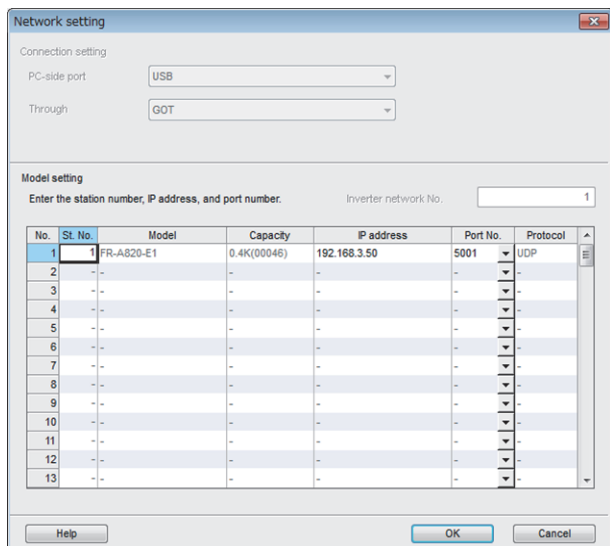 Network setting
Connection setting
PC-side port USB
Through GOT
Model setting
Enter the station number, IP address, and port number. Inverter network No. 1
No. St. No. Model Capacity IP address Port No. Protocol
1 1 FR-A820-E1 0.4K(00046) 192.168.3.50 5001 UDP
2 - - - - - -
3 - - - - - -
4 - - - - - -
5 - - - - - -
6 - - - - - -
7 - - - - - -
8 - - - - - -
9 - - - - - -
10 - - - - - -
11 - - - - - -
12 - - - - - -
13 - - - - - -
Help OK Cancel